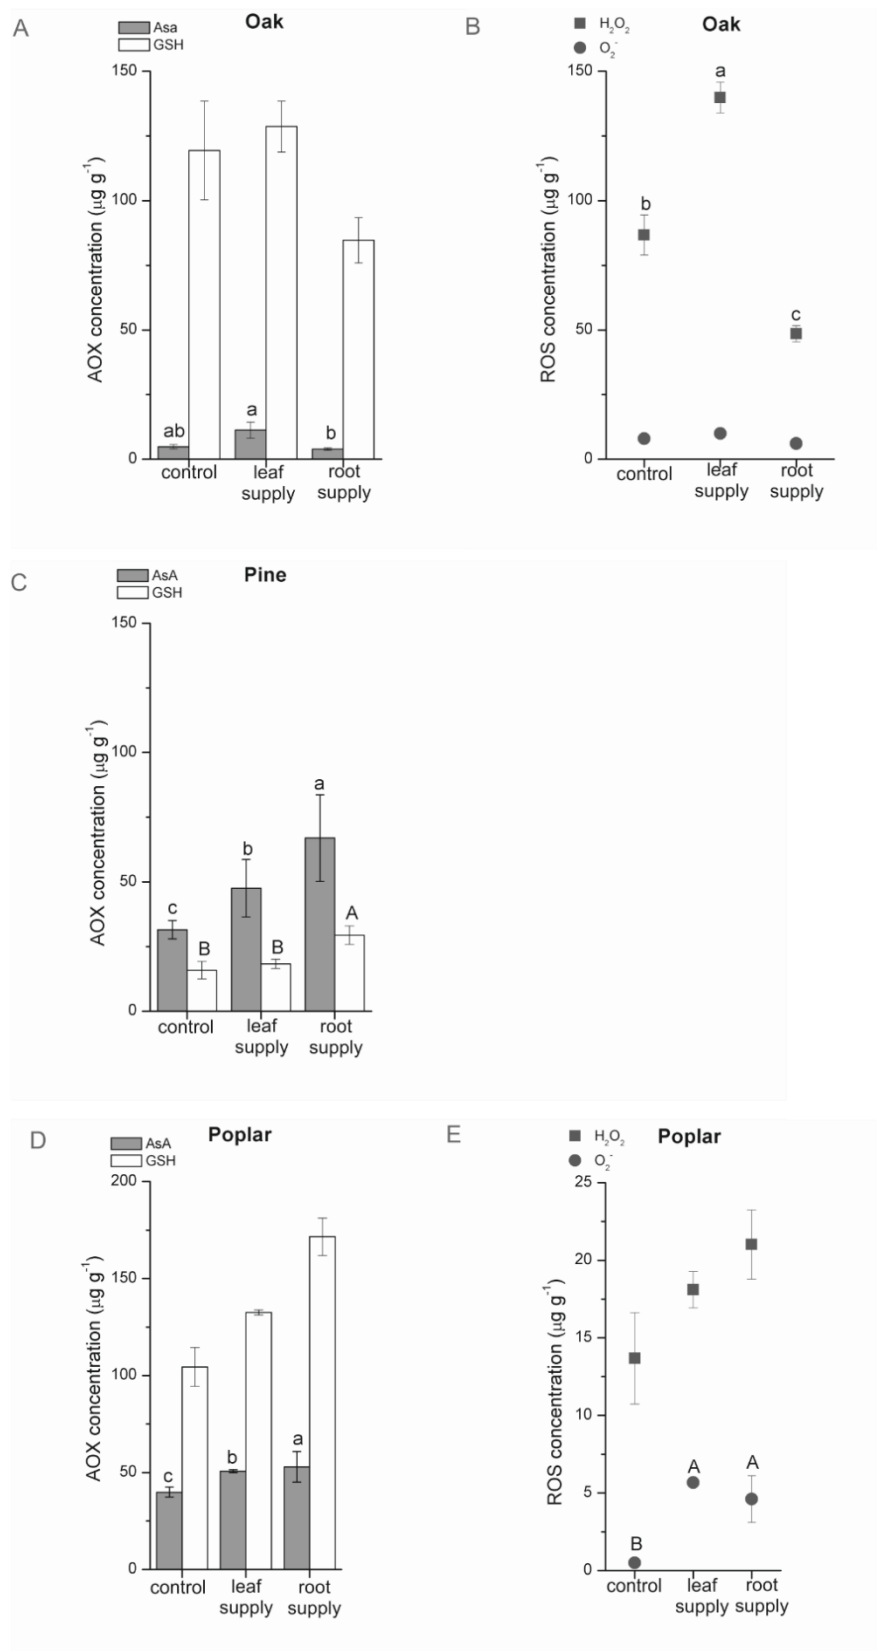 A
Asa
GSH
Oak
AOX concentration (μg g⁻¹)
150
100
50
0
ab
a
b
control
leaf
supply
root
supply
B
H₂O₂
O₂⁻
Oak
ROS concentration (μg g⁻¹)
150
100
50
0
b
a
c
control
leaf
supply
root
supply
C
AsA
GSH
Pine
AOX concentration (μg g⁻¹)
150
100
50
0
c
B
b
B
a
A
control
leaf
supply
root
supply
D
AsA
GSH
Poplar
AOX concentration (μg g⁻¹)
200
150
100
50
0
c
b
a
control
leaf
supply
root
supply
E
H₂O₂
O₂⁻
Poplar
ROS concentration (μg g⁻¹)
25
20
15
10
5
0
B
A
A
control
leaf
supply
root
supply